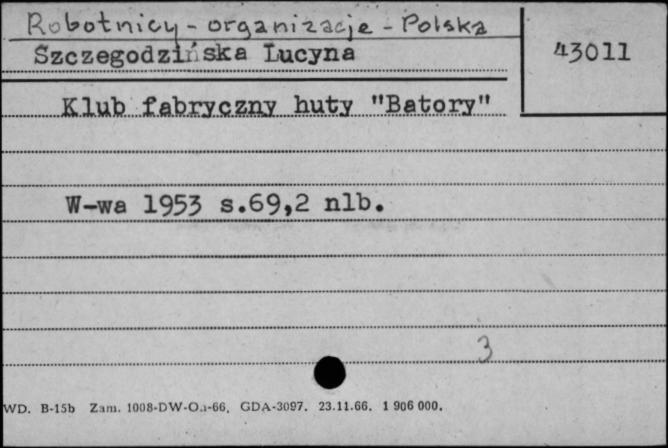 Robotnicy - organizacje - Polska
Szczegodzińska Lucyna
43011
Klub fabryczny huty "Batory"
W-wa 1953 s.69,2 nlb.
3
WD. B-15b Zam. 1008-DW-On-66. GDA-3097. 23.11.66. 1 906 000.